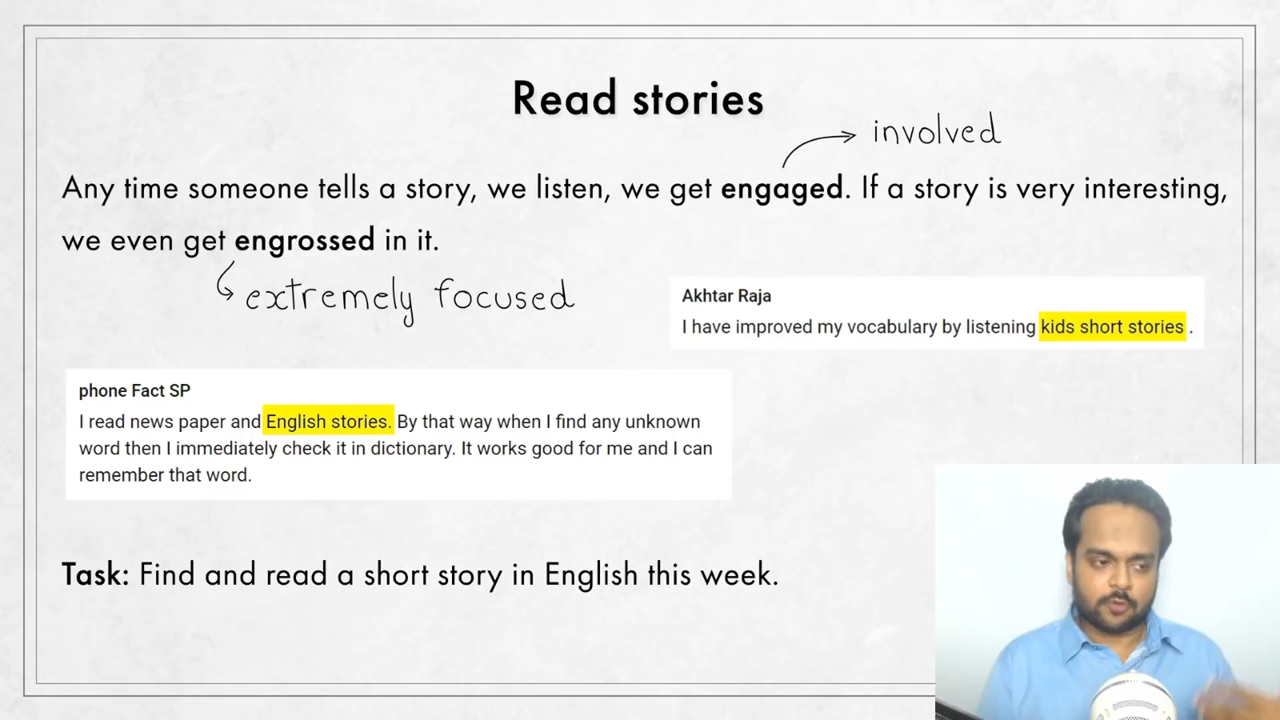 Read stories
involved
Any time someone tells a story, we listen, we get engaged. If a story is very interesting,
we even get engrossed in it.
extremely focused
Akhtar Raja
I have improved my vocabulary by listening kids short stories .
phone Fact SP
I read news paper and English stories. By that way when I find any unknown
word then I immediately check it in dictionary. It works good for me and I can
remember that word.
Task: Find and read a short story in English this week.